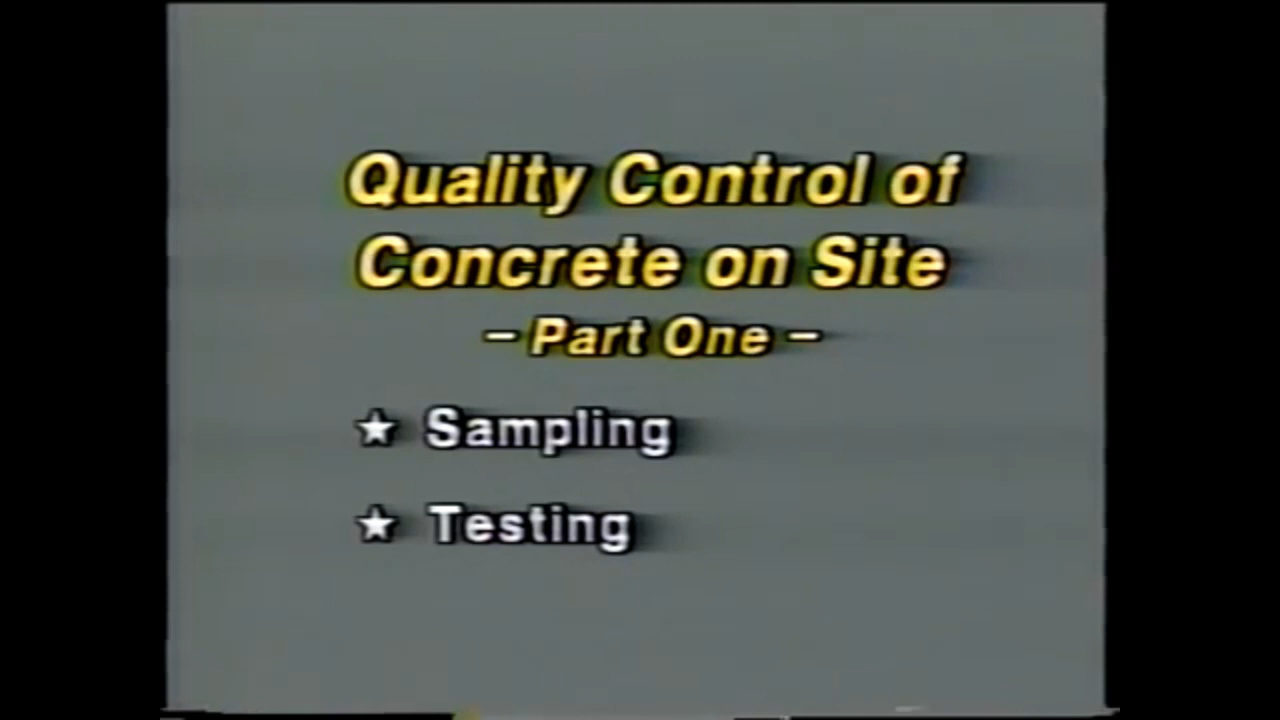 Quality Control of
Concrete on Site
– Part One –
★ Sampling
★ Testing